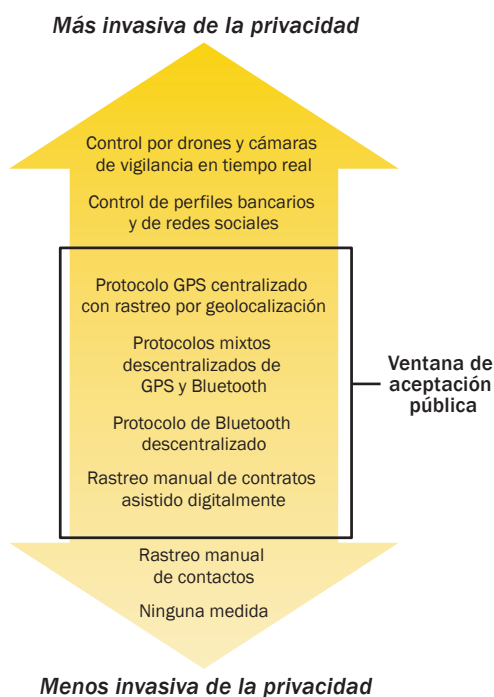 Más invasiva de la privacidad
Control por drones y cámaras
de vigilancia en tiempo real
Control de perfiles bancarios
y de redes sociales
Protocolo GPS centralizado
con rastreo por geolocalización
Protocolos mixtos
descentralizados de
GPS y Bluetooth
Ventana de
aceptación
pública
Protocolo de Bluetooth
descentralizado
Rastreo manual de contratos
asistido digitalmente
Rastreo manual
de contactos
Ninguna medida
Menos invasiva de la privacidad